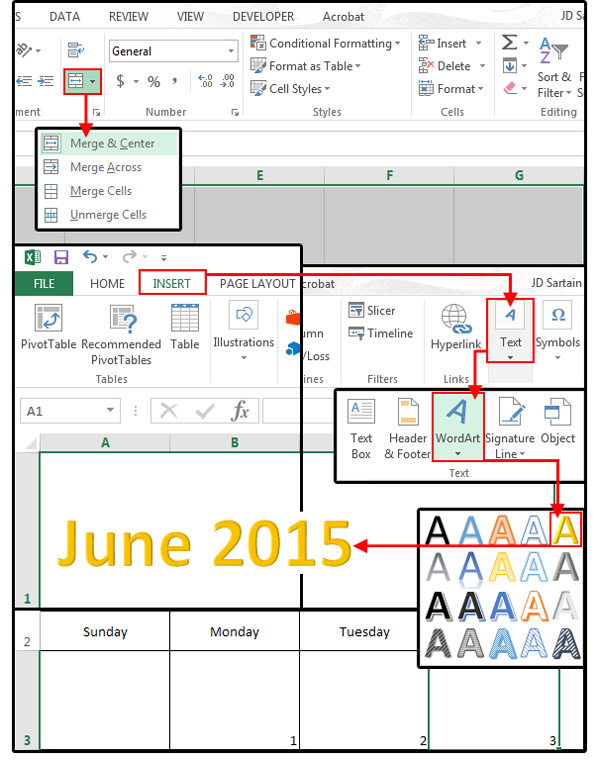 S DATA REVIEW VIEW DEVELOPER Acrobat JD Sa
General
Conditional Formatting
Insert
Σ
A
Z
Format as Table
Delete
$ % , .00
Cell Styles
Format
Sort &
Filter
ment Number Styles Cells Editing
Merge & Center
Merge Across
Merge Cells
Unmerge Cells
E F G
FILE HOME INSERT PAGE LAYOUT crobat JD Sartain
Slicer
Timeline
PivotTable Recommended
PivotTables
Table
Illustrations
umn
/Loss
Hyperlink
A
Text
Ω
Symbols
Tables ines Filters Links
A1 fx
Text
Box
Header
& Footer
A
WordArt
Signature
Line
Object
Text
A B
June 2015
A A A A A
A A A A A
A A A A A
A A A A A
1
2 Sunday Monday Tuesday
3 1 2 3